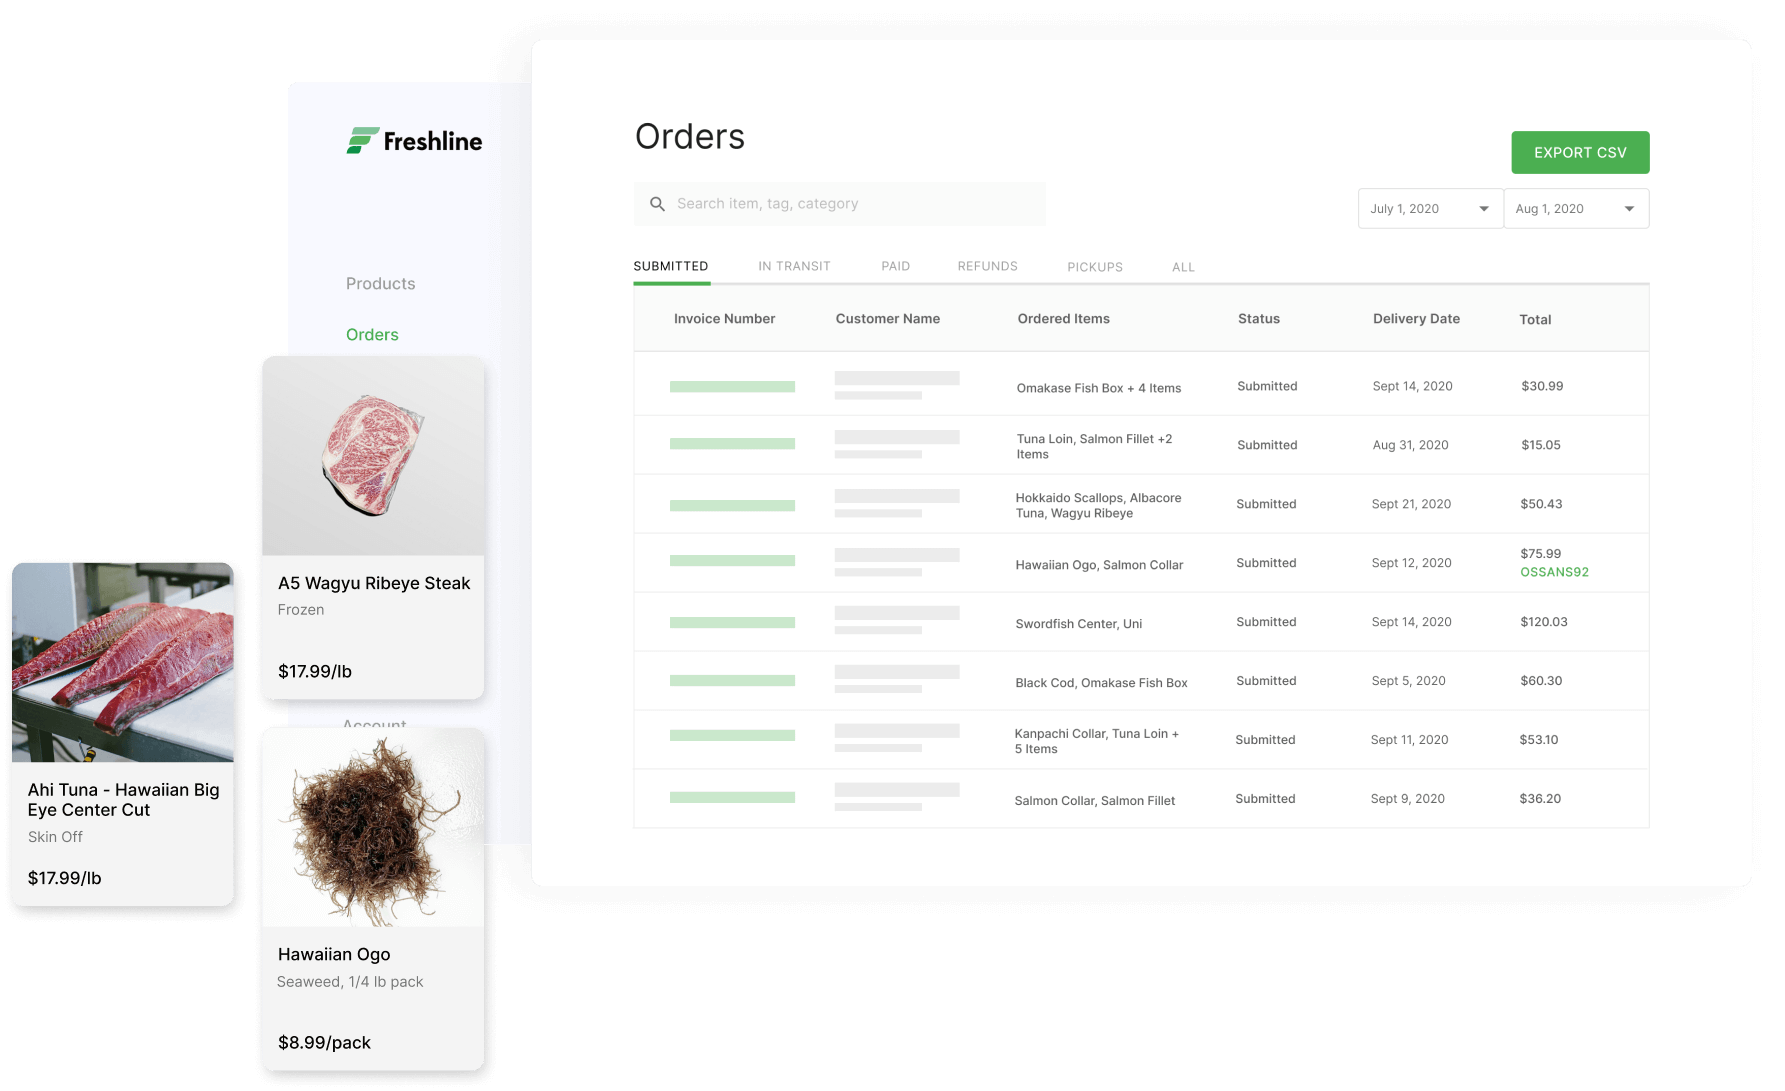 Freshline
Products
Orders
Account
Orders
EXPORT CSV
Search item, tag, category
July 1, 2020
Aug 1, 2020
SUBMITTED
IN TRANSIT
PAID
REFUNDS
PICKUPS
ALL
Invoice Number
Customer Name
Ordered Items
Status
Delivery Date
Total
Omakase Fish Box + 4 Items
Submitted
Sept 14, 2020
$30.99
Tuna Loin, Salmon Fillet +2
Items
Submitted
Aug 31, 2020
$15.05
Hokkaido Scallops, Albacore
Tuna, Wagyu Ribeye
Submitted
Sept 21, 2020
$50.43
Hawaiian Ogo, Salmon Collar
Submitted
Sept 12, 2020
$75.99
OSSANS92
Swordfish Center, Uni
Submitted
Sept 14, 2020
$120.03
Black Cod, Omakase Fish Box
Submitted
Sept 5, 2020
$60.30
Kanpachi Collar, Tuna Loin +
5 Items
Submitted
Sept 11, 2020
$53.10
Salmon Collar, Salmon Fillet
Submitted
Sept 9, 2020
$36.20
A5 Wagyu Ribeye Steak
Frozen
$17.99/lb
Ahi Tuna - Hawaiian Big
Eye Center Cut
Skin Off
$17.99/lb
Hawaiian Ogo
Seaweed, 1/4 lb pack
$8.99/pack